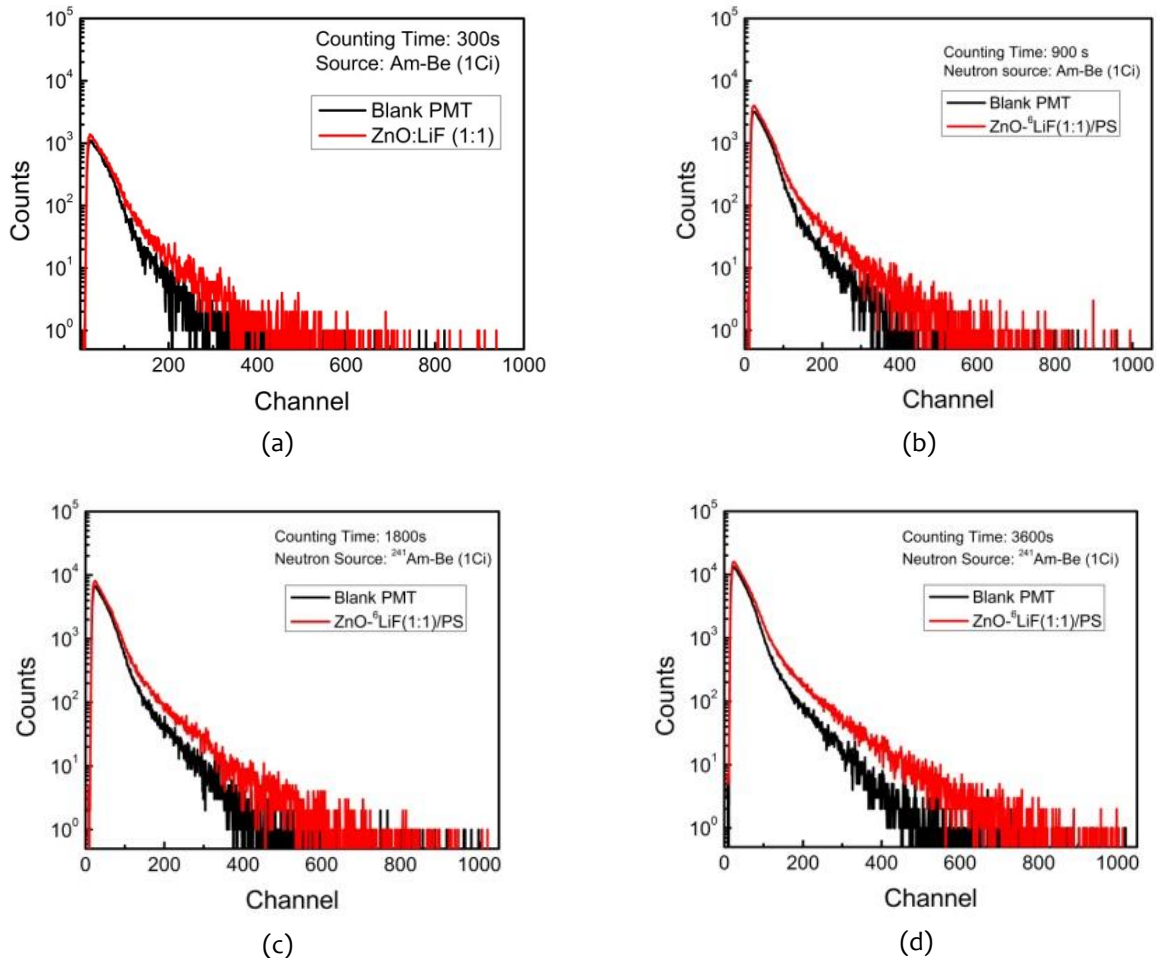 10^5
10^4
10^3
10^2
10^1
10^0
Counts
Counting Time: 300s
Source: Am-Be (1Ci)
Blank PMT
ZnO:LiF (1:1)
200 400 600 800 1000
Channel
(a)
10^5
10^4
10^3
10^2
10^1
10^0
Counts
Counting Time: 900 s
Neutron source: Am-Be (1Ci)
Blank PMT
ZnO-⁶LiF(1:1)/PS
0 200 400 600 800 1000
Channel
(b)
10^5
10^4
10^3
10^2
10^1
10^0
Counts
Counting Time: 1800s
Neutron Source: ²⁴¹Am-Be (1Ci)
Blank PMT
ZnO-⁶LiF(1:1)/PS
0 200 400 600 800 1000
Channel
(c)
10^5
10^4
10^3
10^2
10^1
10^0
Counts
Counting Time: 3600s
Neutron Source: ²⁴¹Am-Be (1Ci)
Blank PMT
ZnO-⁶LiF(1:1)/PS
0 200 400 600 800 1000
Channel
(d)